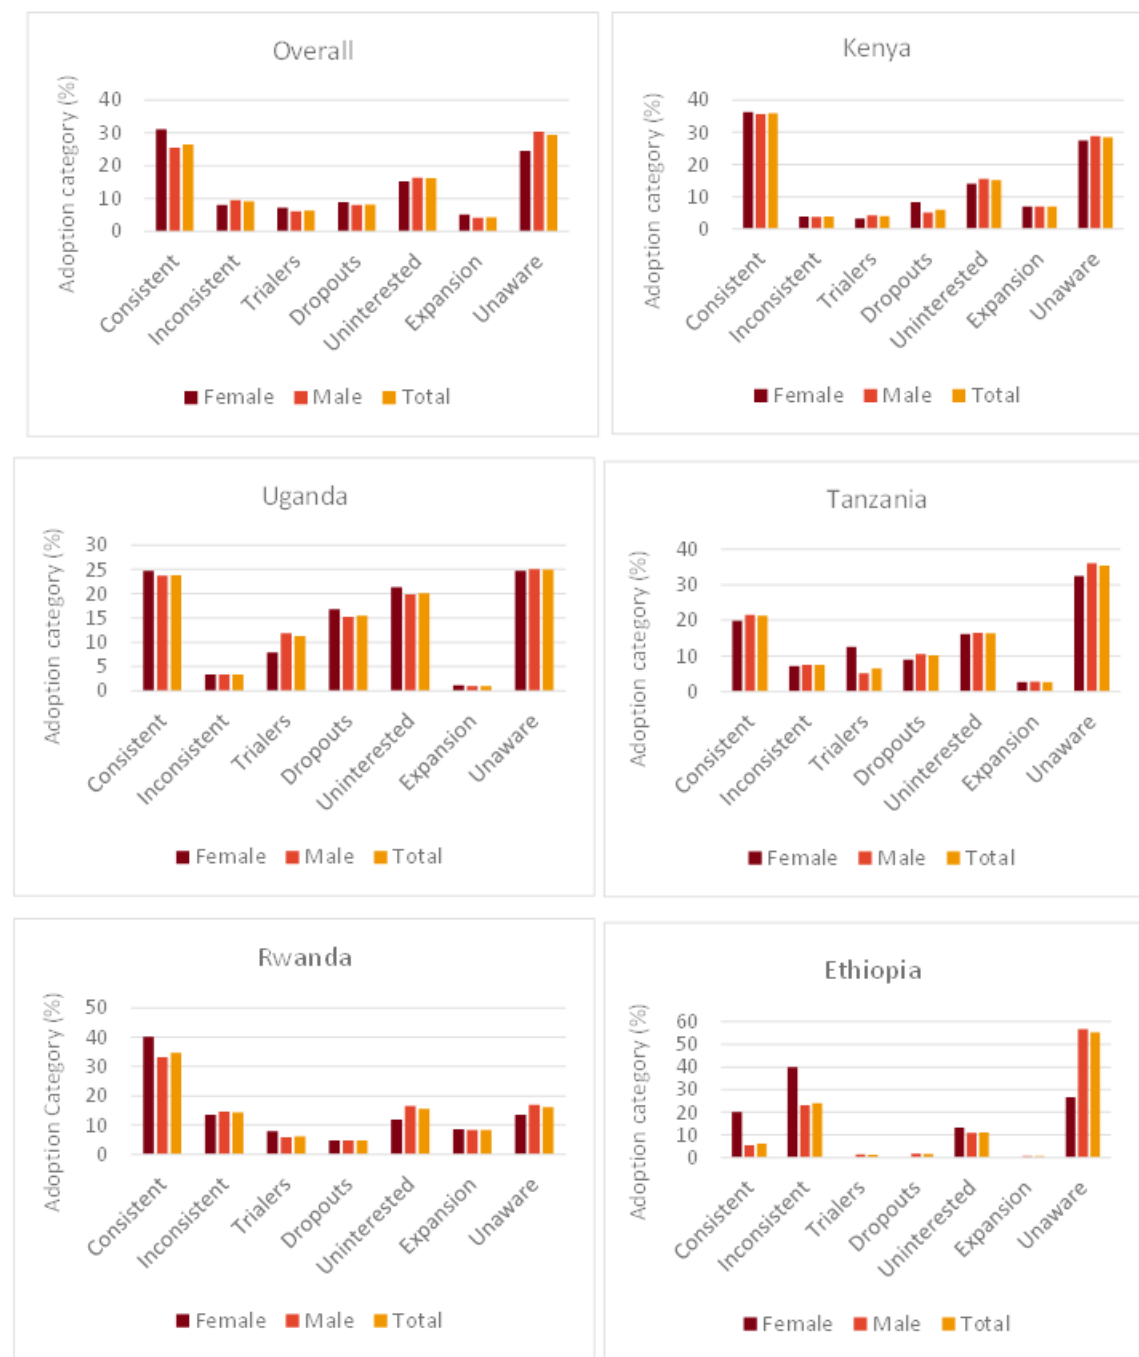 Overall
Adoption category (%)
40
30
20
10
0
Consistent
Inconsistent
Trialers
Dropouts
Uninterested
Expansion
Unaware
Female Male Total
Kenya
Adoption category (%)
40
30
20
10
0
Consistent
Inconsistent
Trialers
Dropouts
Uninterested
Expansion
Unaware
Female Male Total
Uganda
Adoption category (%)
30
25
20
15
10
5
0
Consistent
Inconsistent
Trialers
Dropouts
Uninterested
Expansion
Unaware
Female Male Total
Tanzania
Adoption category (%)
40
30
20
10
0
Consistent
Inconsistent
Trialers
Dropouts
Uninterested
Expansion
Unaware
Female Male Total
Rwanda
Adoption Category (%)
50
40
30
20
10
0
Consistent
Inconsistent
Trialers
Dropouts
Uninterested
Expansion
Unaware
Female Male Total
Ethiopia
Adoption category (%)
60
50
40
30
20
10
0
Consistent
Inconsistent
Trialers
Dropouts
Uninterested
Expansion
Unaware
Female Male Total